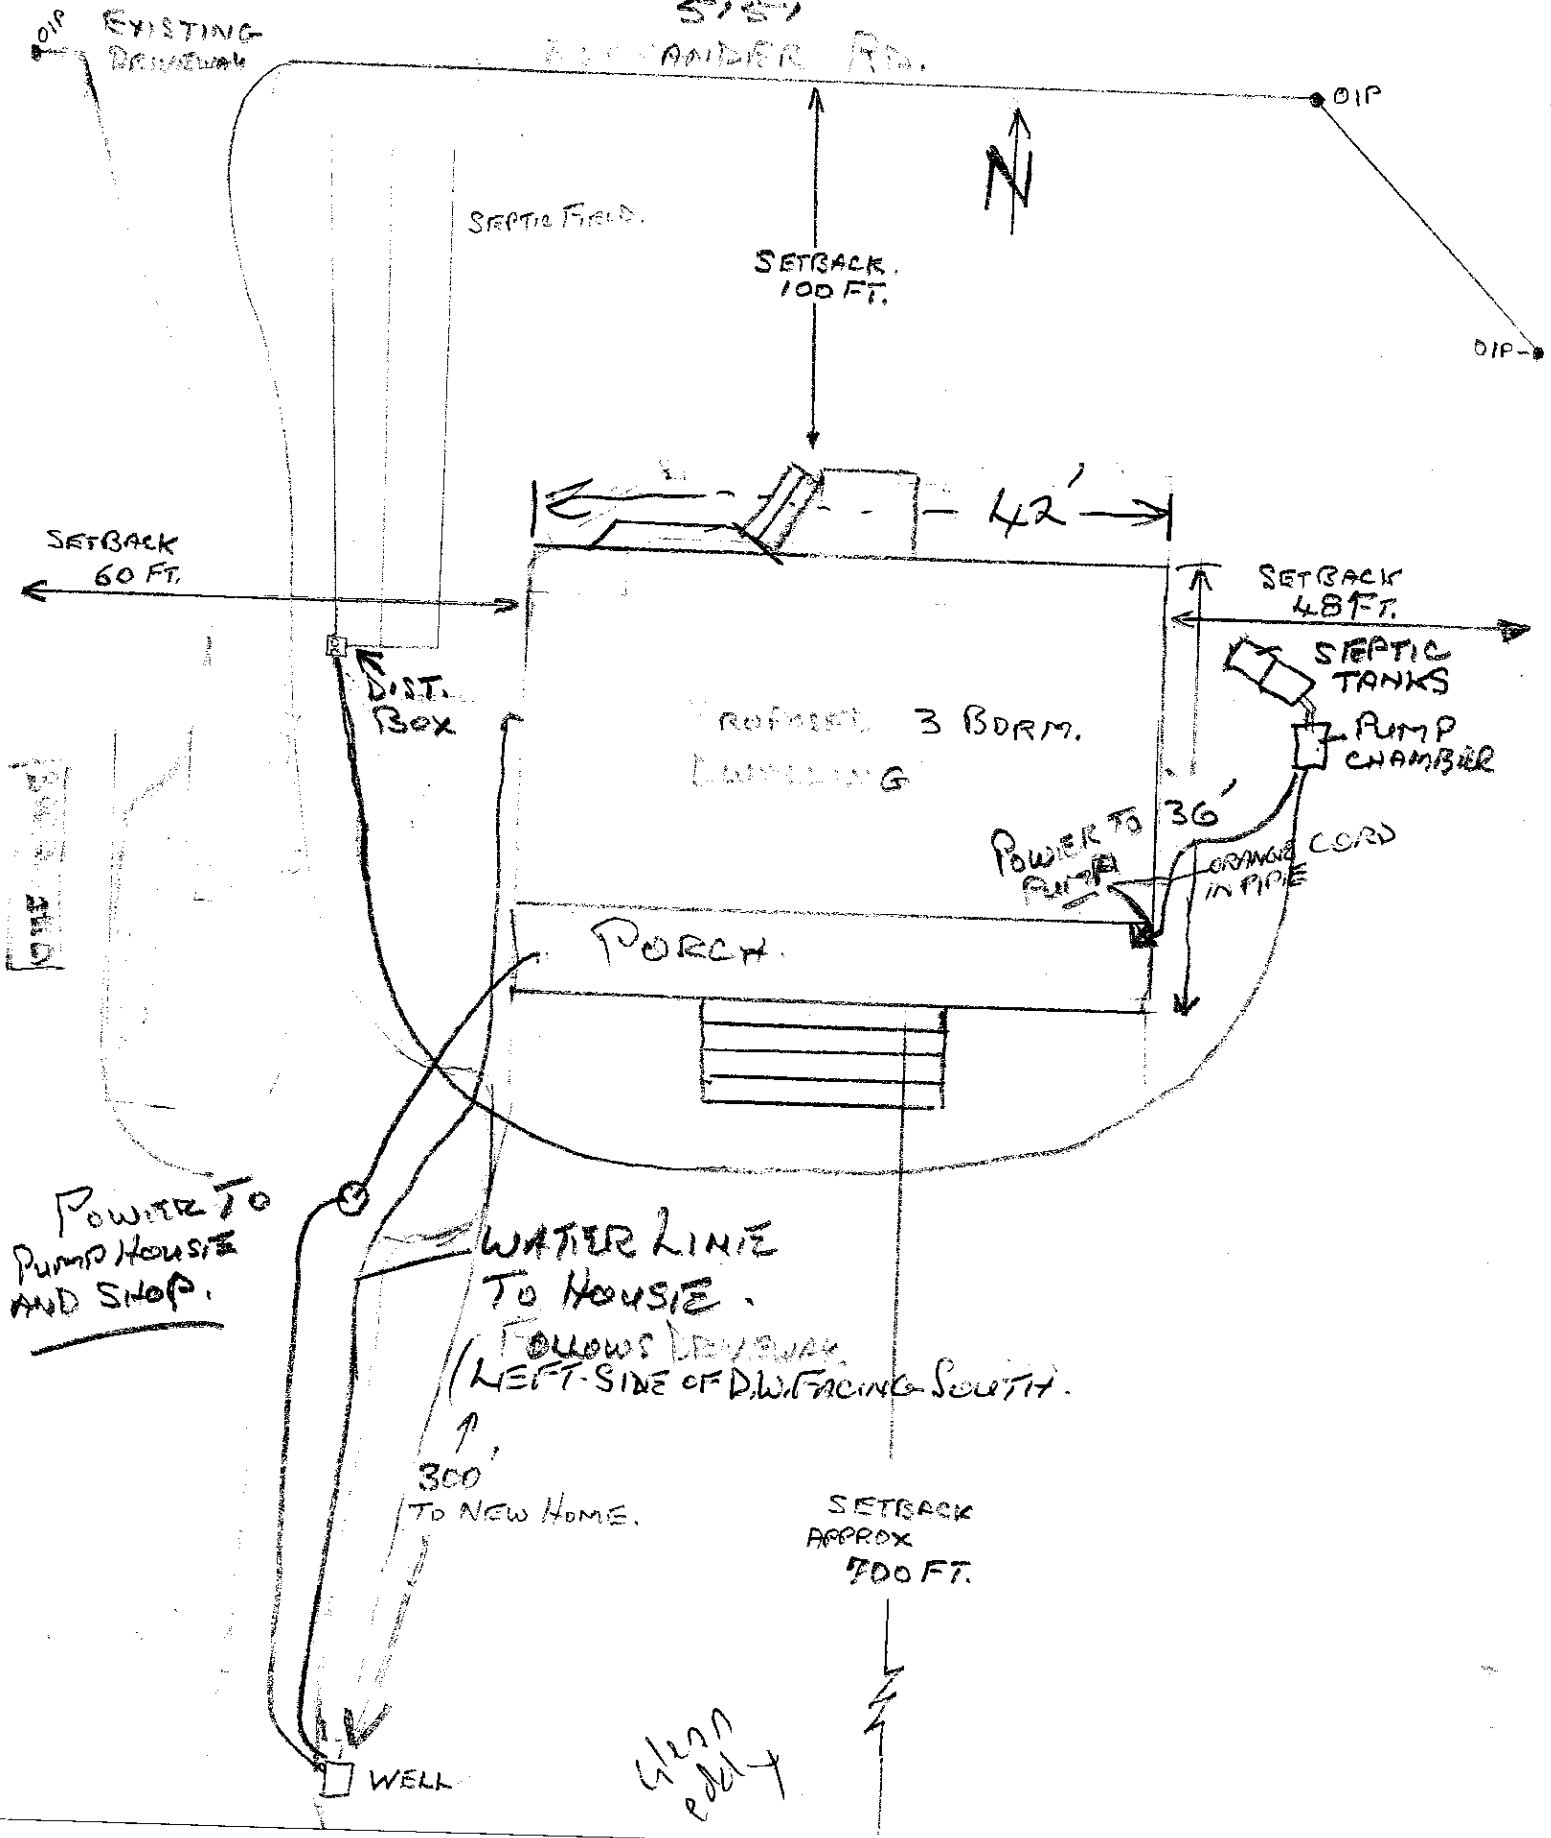 OIP
EXISTING
DRIVEWAY
5151
RD.
OIP
N
SEPTIC FIELD.
SETBACK.
100 FT.
OIP
42'
SETBACK
60 FT.
SETBACK
48 FT.
SEPTIC
TANKS
DIST.
BOX
3 BDRM.
DWELLING
PUMP
CHAMBER
36'
POWER TO
PUMP
ORANGE CORD
IN PIPE
PORCH.
POWER TO
PUMP HOUSE
AND SHOP.
WATER LINE
TO HOUSE.
FOLLOWS DRIVEWAY
(LEFT-SIDE OF D.W. FACING SOUTH.
300'
TO NEW HOME.
SETBACK
APPROX
700 FT.
WELL